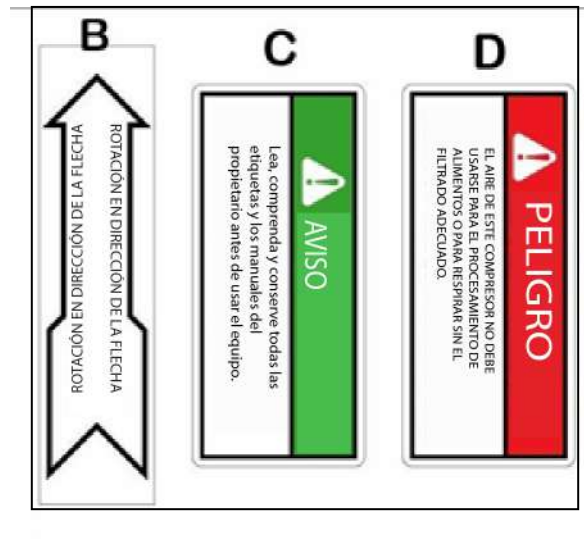 B
ROTACIÓN EN DIRECCIÓN DE LA FLECHA
ROTACIÓN EN DIRECCIÓN DE LA FLECHA
C
AVISO
Lea, comprenda y conserve todas las
etiquetas y los manuales del
propietario antes de usar el equipo.
D
PELIGRO
EL AIRE DE ESTE COMPRESOR NO DEBE
USARSE PARA EL PROCESAMIENTO DE
ALIMENTOS O PARA RESPIRAR SIN EL
FILTRADO ADECUADO.